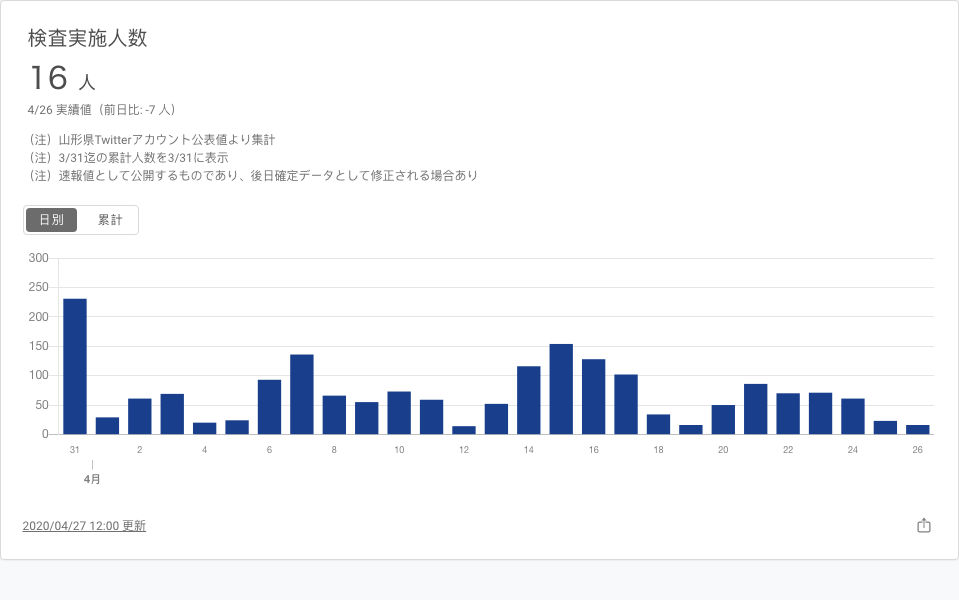 検査実施人数
16 人
4/26 実績値（前日比: -7 人）
（注）山形県Twitterアカウント公表値より集計
（注）3/31迄の累計人数を3/31に表示
（注）速報値として公開するものであり、後日確定データとして修正される場合あり
日別 累計
300
250
200
150
100
50
0
31 2 4 6 8 10 12 14 16 18 20 22 24 26
4月
2020/04/27 12:00 更新